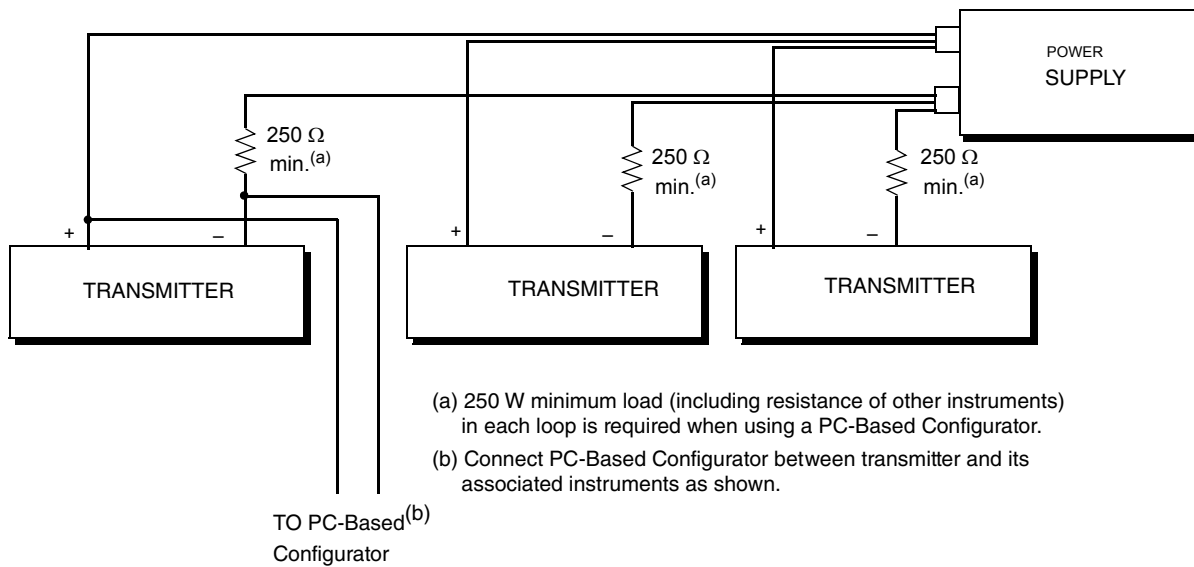 POWER
SUPPLY
250 Ω
min.(a)
250 Ω
min.(a)
250 Ω
min.(a)
+
–
+
–
+
–
TRANSMITTER
TRANSMITTER
TRANSMITTER
(a) 250 W minimum load (including resistance of other instruments)
in each loop is required when using a PC-Based Configurator.
(b) Connect PC-Based Configurator between transmitter and its
associated instruments as shown.
TO PC-Based(b)
Configurator